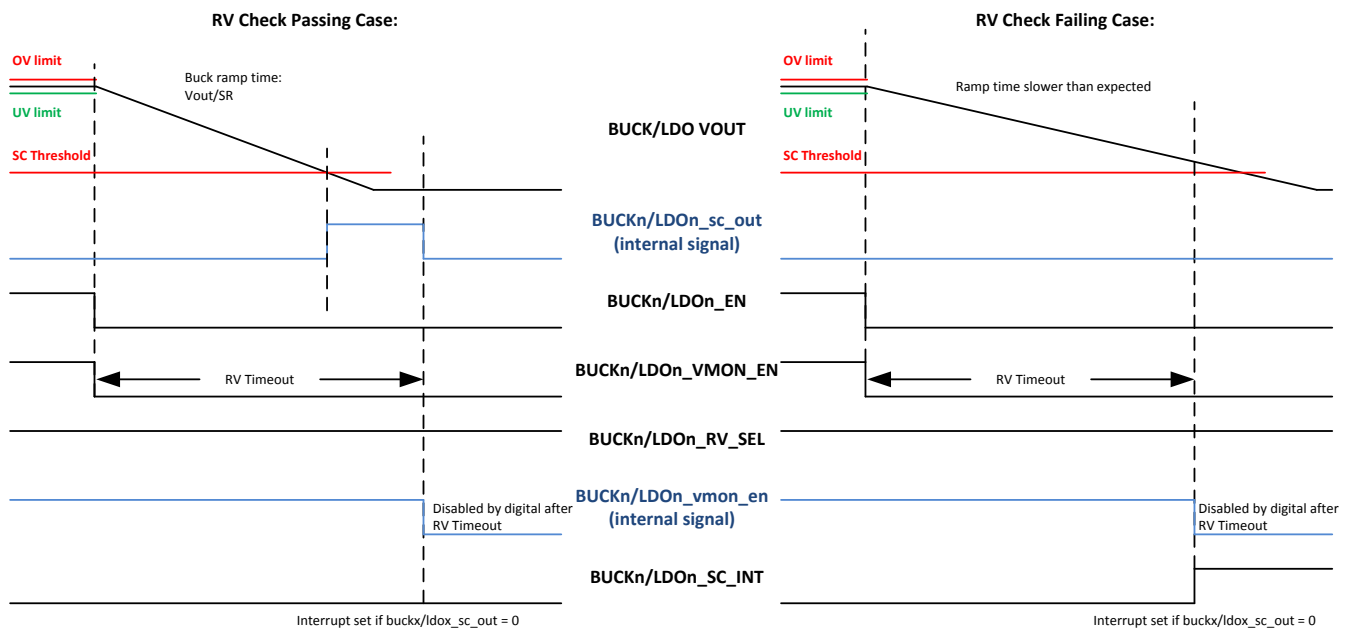 RV Check Passing Case:
RV Check Failing Case:
OV limit
UV limit
SC Threshold
Buck ramp time:
Vout/SR
BUCK/LDO VOUT
OV limit
UV limit
SC Threshold
Ramp time slower than expected
BUCKn/LDOn_sc_out
(internal signal)
BUCKn/LDOn_EN
RV Timeout
BUCKn/LDOn_VMON_EN
RV Timeout
BUCKn/LDOn_RV_SEL
BUCKn/LDOn_vmon_en
(internal signal)
Disabled by digital after
RV Timeout
Disabled by digital after
RV Timeout
BUCKn/LDOn_SC_INT
Interrupt set if buckx/ldox_sc_out = 0
Interrupt set if buckx/ldox_sc_out = 0